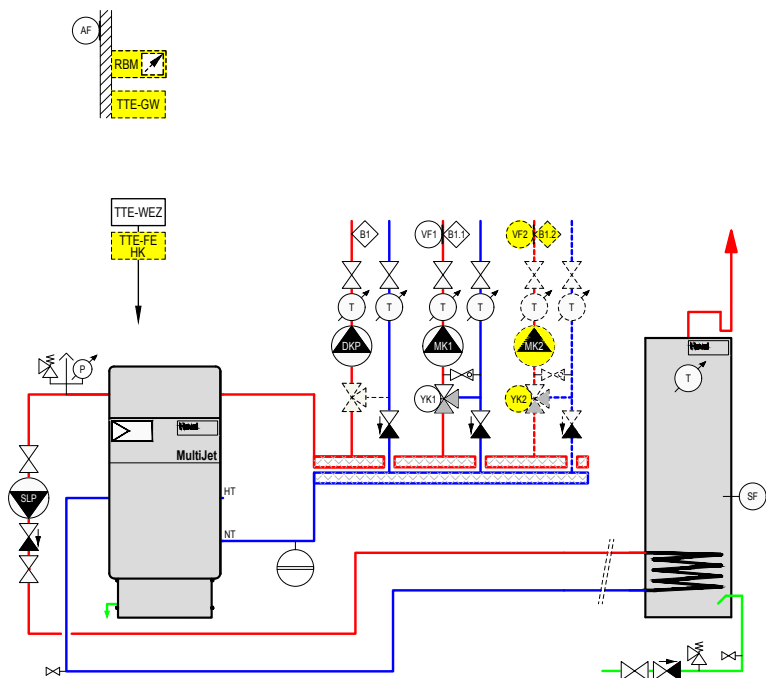 AF
RBM
TTE-GW
TTE-WEZ
TTE-FE
HK
B1
VF1
B1.1
VF2
B1.2
T
T
T
T
T
T
DKP
MK1
MK2
P
YK1
YK2
T
MultiJet
SLP
HT
NT
SF